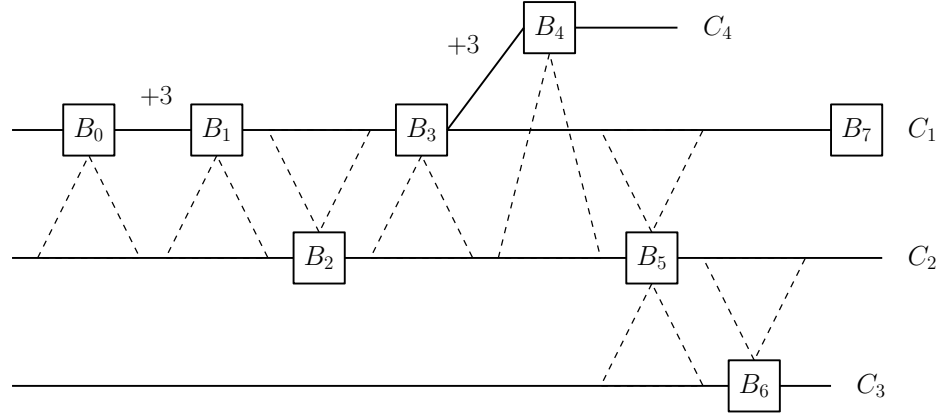 B₄ C₄
+3
+3
B₀ B₁ B₃ B₇ C₁
B₂ B₅ C₂
B₆ C₃